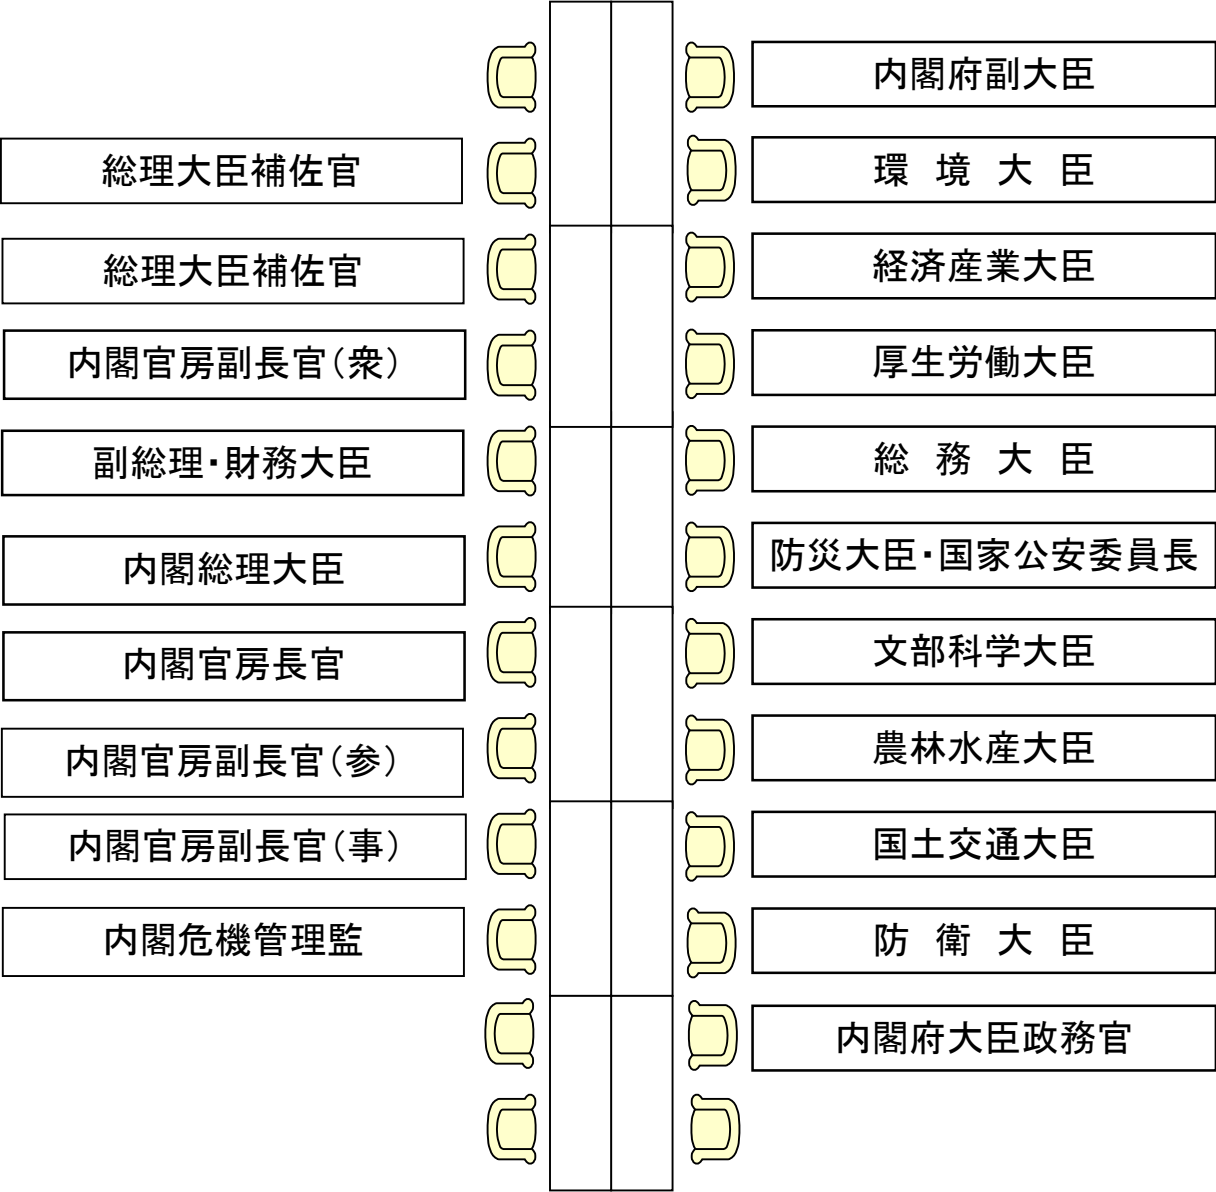 総理大臣補佐官
総理大臣補佐官
内閣官房副長官（衆）
副総理・財務大臣
内閣総理大臣
内閣官房長官
内閣官房副長官（参）
内閣官房副長官（事）
内閣危機管理監
内閣府副大臣
環　境　大　臣
経済産業大臣
厚生労働大臣
総　務　大　臣
防災大臣・国家公安委員長
文部科学大臣
農林水産大臣
国土交通大臣
防　衛　大　臣
内閣府大臣政務官